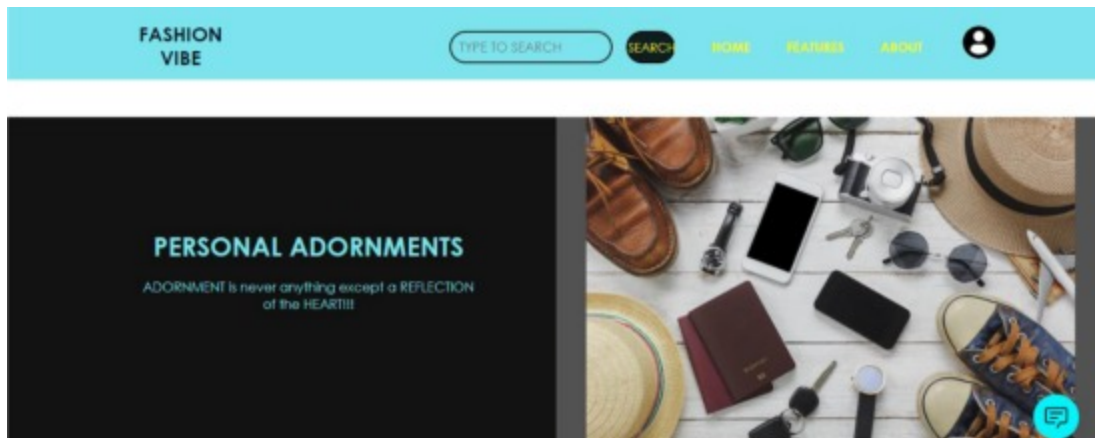 FASHION
VIBE
TYPE TO SEARCH
SEARCH
HOME
FEATURES
ABOUT
PERSONAL ADORNMENTS
ADORNMENT is never anything except a REFLECTION
of the HEART!!!